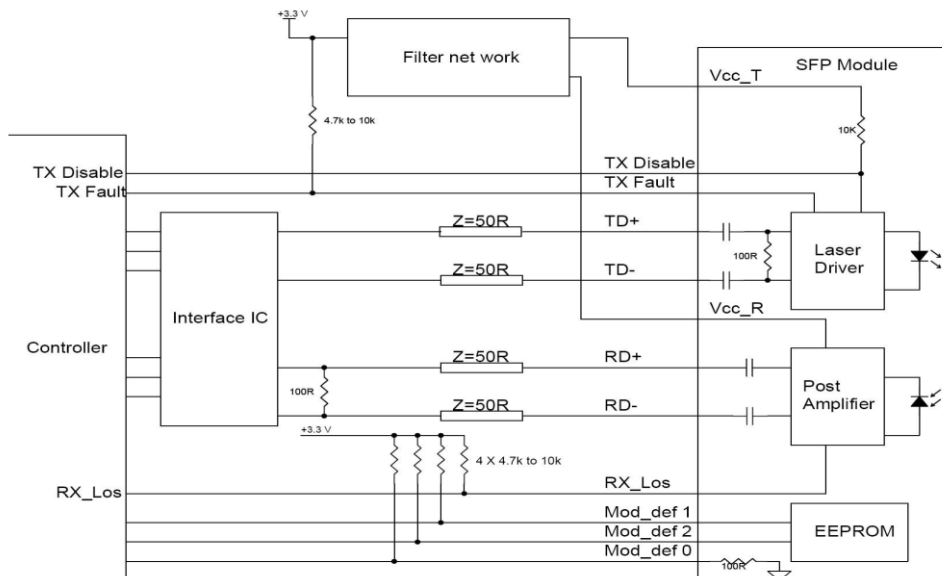 +3.3 V
Filter net work
SFP Module
Vcc_T
4.7k to 10k
10K
TX Disable
TX Disable
TX Fault
TX Fault
Z=50R
TD+
Laser
Driver
100R
Z=50R
TD-
Interface IC
Vcc_R
Controller
Z=50R
RD+
100R
Post
Amplifier
Z=50R
RD-
+3.3 V
4 X 4.7k to 10k
RX_Los
RX_Los
Mod_def 1
Mod_def 2
EEPROM
Mod_def 0
100R